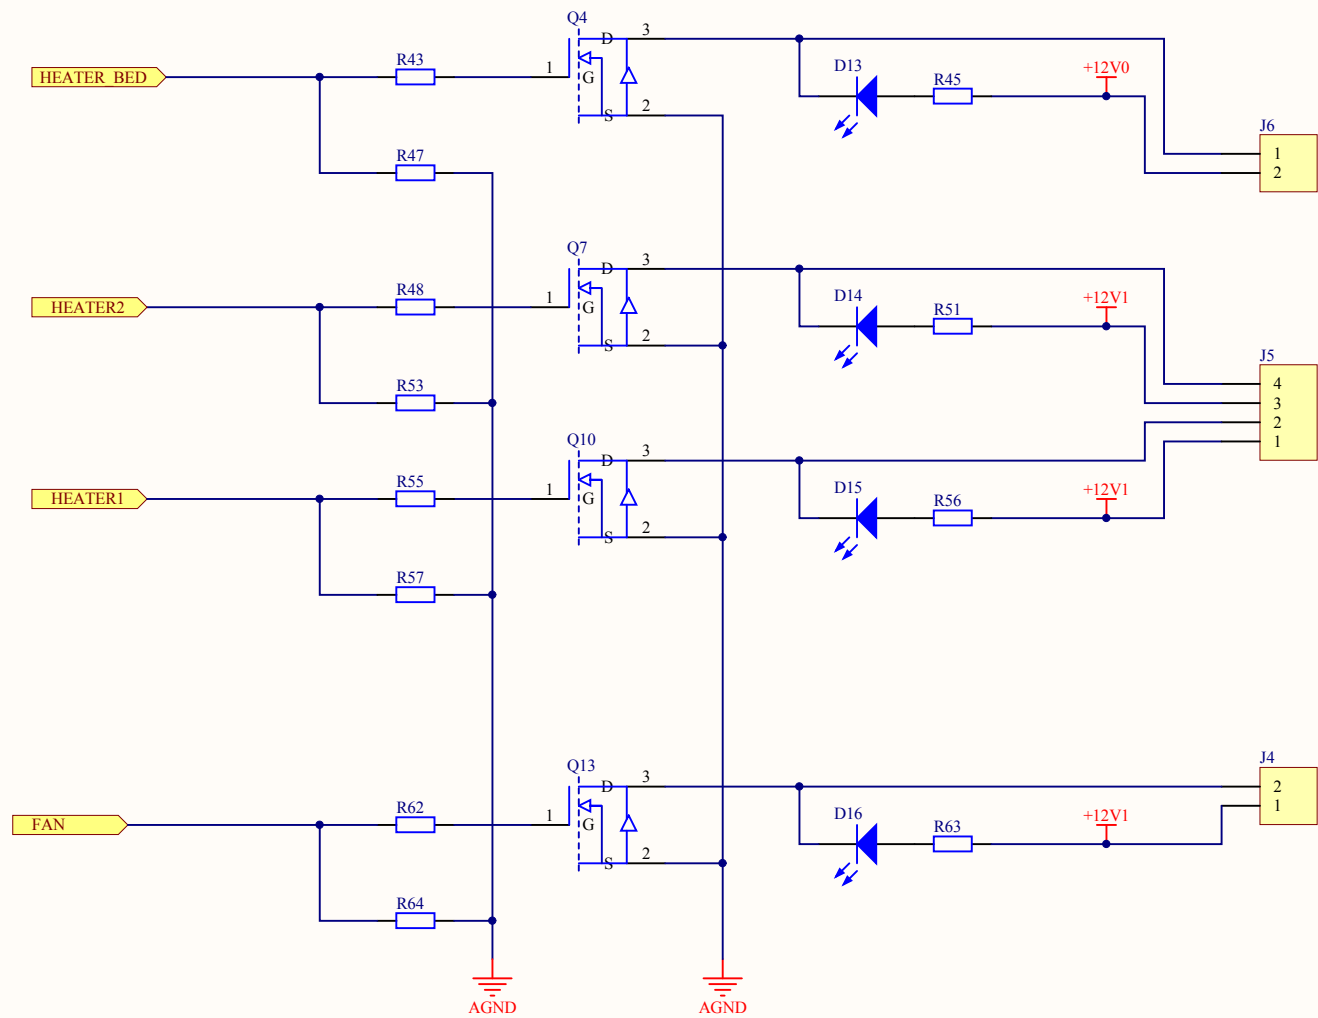 Q4
D
3
HEATER_BED
R43
1
G
S
2
D13
R45
+12V0
J6
1
2
R47
Q7
D
3
HEATER2
R48
1
G
S
2
D14
R51
+12V1
J5
4
3
2
1
R53
Q10
D
3
HEATER1
R55
1
G
S
2
D15
R56
+12V1
R57
Q13
D
3
FAN
R62
1
G
S
2
D16
R63
+12V1
J4
2
1
R64
AGND
AGND